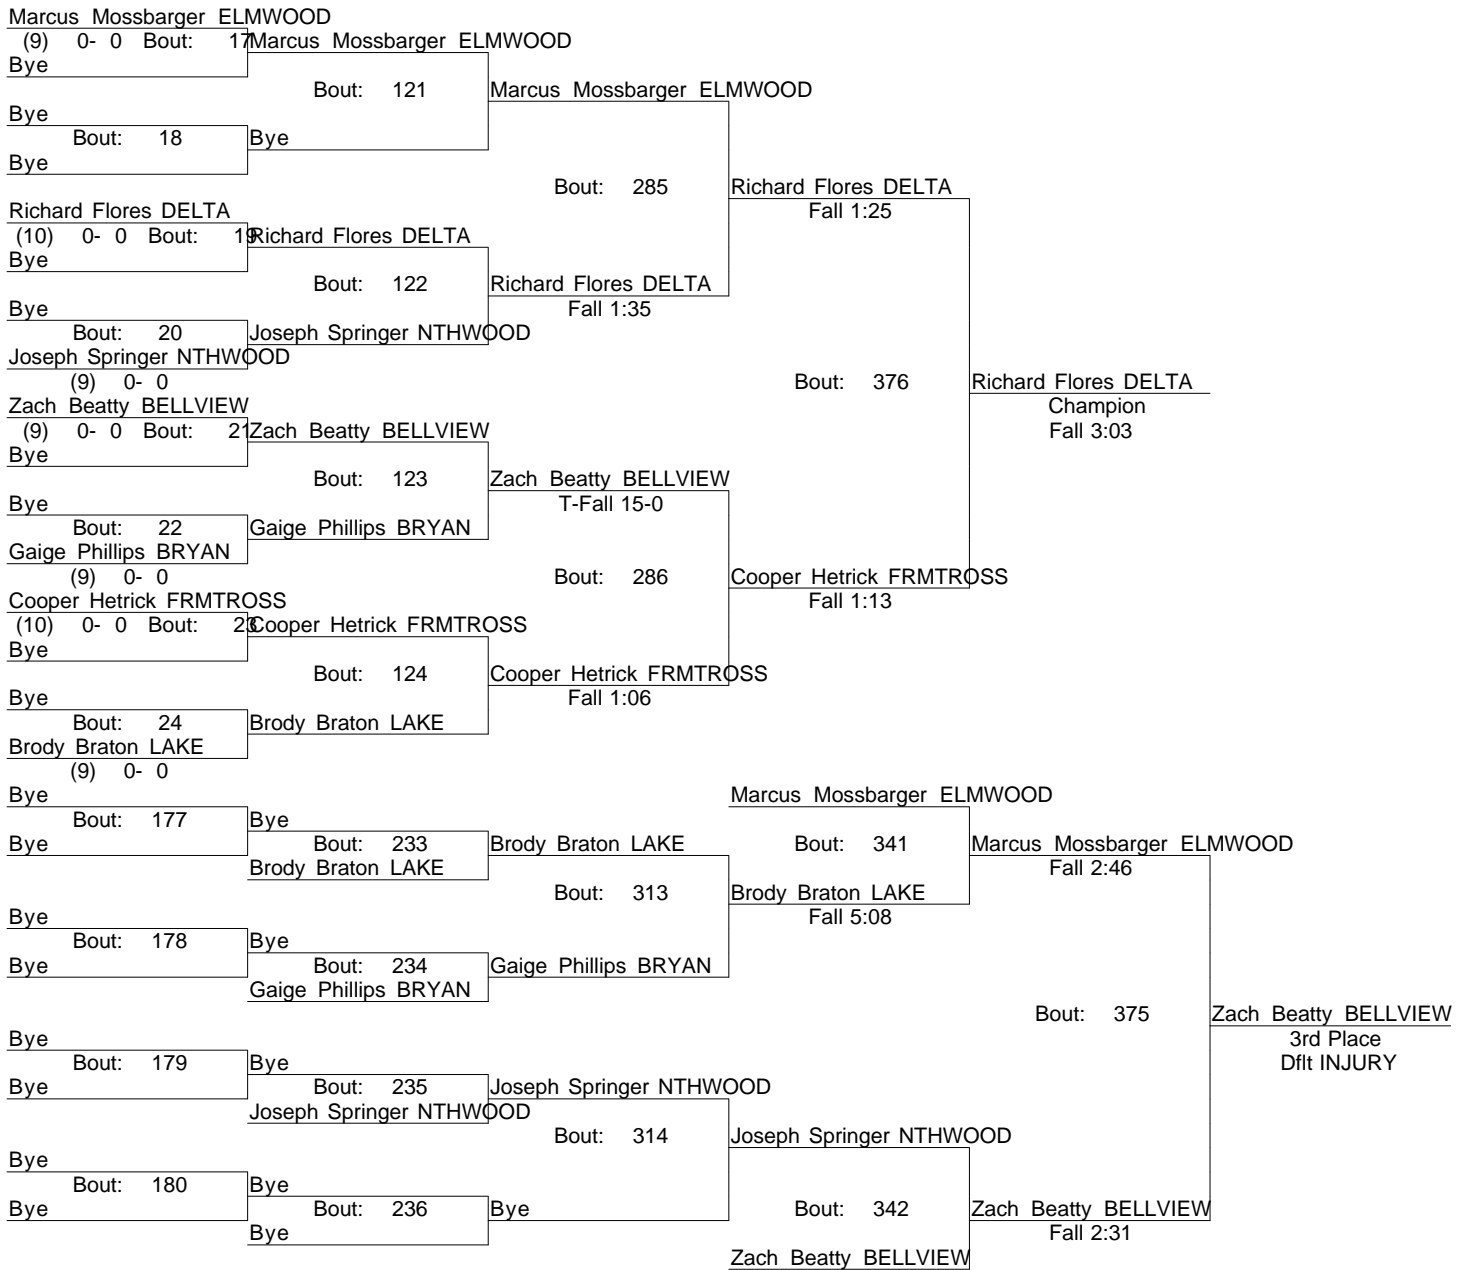 Marcus Mossbarger ELMWOOD
(9) 0- 0 Bout: 17 Marcus Mossbarger ELMWOOD
Bye
Bout: 121 Marcus Mossbarger ELMWOOD
Bye
Bout: 18 Bye
Bye
Bout: 285 Richard Flores DELTA
Richard Flores DELTA Fall 1:25
(10) 0- 0 Bout: 19 Richard Flores DELTA
Bye
Bout: 122 Richard Flores DELTA
Bye Fall 1:35
Bout: 20 Joseph Springer NTHWOOD
Joseph Springer NTHWOOD
(9) 0- 0 Bout: 376 Richard Flores DELTA
Zach Beatty BELLVIEW Champion
(9) 0- 0 Bout: 21 Zach Beatty BELLVIEW Fall 3:03
Bye
Bout: 123 Zach Beatty BELLVIEW
Bye T-Fall 15-0
Bout: 22 Gaige Phillips BRYAN
Gaige Phillips BRYAN
(9) 0- 0 Bout: 286 Cooper Hetrick FRMTROSS
Cooper Hetrick FRMTROSS Fall 1:13
(10) 0- 0 Bout: 23 Cooper Hetrick FRMTROSS
Bye
Bout: 124 Cooper Hetrick FRMTROSS
Bye Fall 1:06
Bout: 24 Brody Braton LAKE
Brody Braton LAKE
(9) 0- 0
Bye Marcus Mossbarger ELMWOOD
Bout: 177 Bye
Bye Bout: 233 Brody Braton LAKE Bout: 341 Marcus Mossbarger ELMWOOD
Brody Braton LAKE Fall 2:46
Bout: 313 Brody Braton LAKE
Bye Fall 5:08
Bout: 178 Bye
Bye Bout: 234 Gaige Phillips BRYAN
Gaige Phillips BRYAN
Bout: 375 Zach Beatty BELLVIEW
Bye 3rd Place
Bout: 179 Bye Dflt INJURY
Bye Bout: 235 Joseph Springer NTHWOOD
Joseph Springer NTHWOOD
Bout: 314 Joseph Springer NTHWOOD
Bye
Bout: 180 Bye
Bye Bout: 236 Bye Bout: 342 Zach Beatty BELLVIEW
Bye Fall 2:31
Zach Beatty BELLVIEW